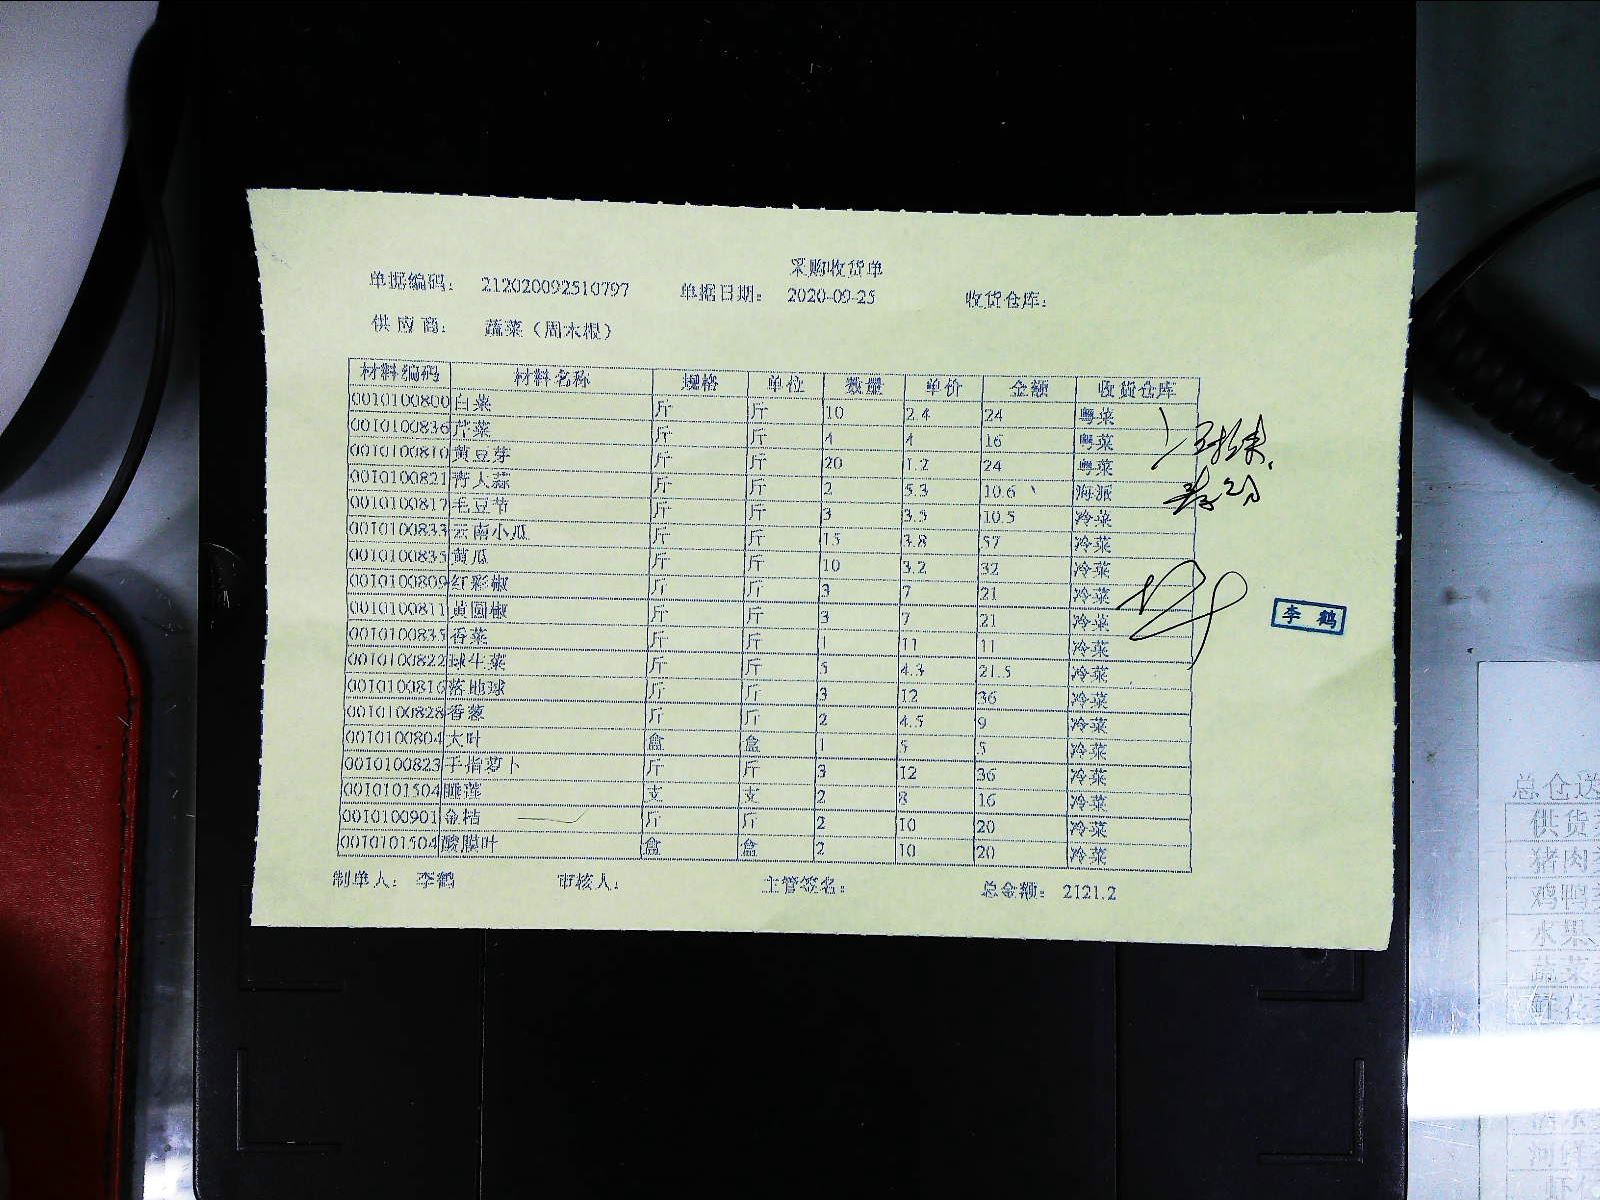 采购收货单
单据编码： 212020092510797 单据日期： 2020-09-25 收货仓库：
供应商： 蔬菜（周末根）
材料编码 材料名称 规格 单位 数量 单价 金额 收货仓库
0010100800 白菜 斤 斤 10 2.4 24 粤菜
0010100836 芹菜 斤 斤 4 4 16 粤菜
0010100810 黄豆芽 斤 斤 20 1.2 24 粤菜
0010100821 青大蒜 斤 斤 2 5.3 10.6 海派
0010100817 毛豆节 斤 斤 3 3.5 10.5 冷菜
0010100833 云南小瓜 斤 斤 15 3.8 57 冷菜
0010100835 黄瓜 斤 斤 10 3.2 32 冷菜
0010100809 红彩椒 斤 斤 3 7 21 冷菜
0010100811 黄圆椒 斤 斤 3 7 21 冷菜
0010100835 香菜 斤 斤 1 11 11 冷菜
0010100822 球生菜 斤 斤 5 4.3 21.5 冷菜
0010100816 落地球 斤 斤 3 12 36 冷菜
0010100828 香葱 斤 斤 2 4.5 9 冷菜
0010100804 大叶 盒 盒 1 5 5 冷菜
0010100823 手指萝卜 斤 斤 3 12 36 冷菜
0010101504 睡莲 支 支 2 8 16 冷菜
0010100901 金桔 斤 斤 2 10 20 冷菜
0010101504 酸膜叶 盒 盒 2 10 20 冷菜
制单人： 李鹤 审核人： 主管签名： 总金额： 2121.2
李鹤
总仓送
供货
猪肉
鸡鸭
水果
蔬菜
鲜花